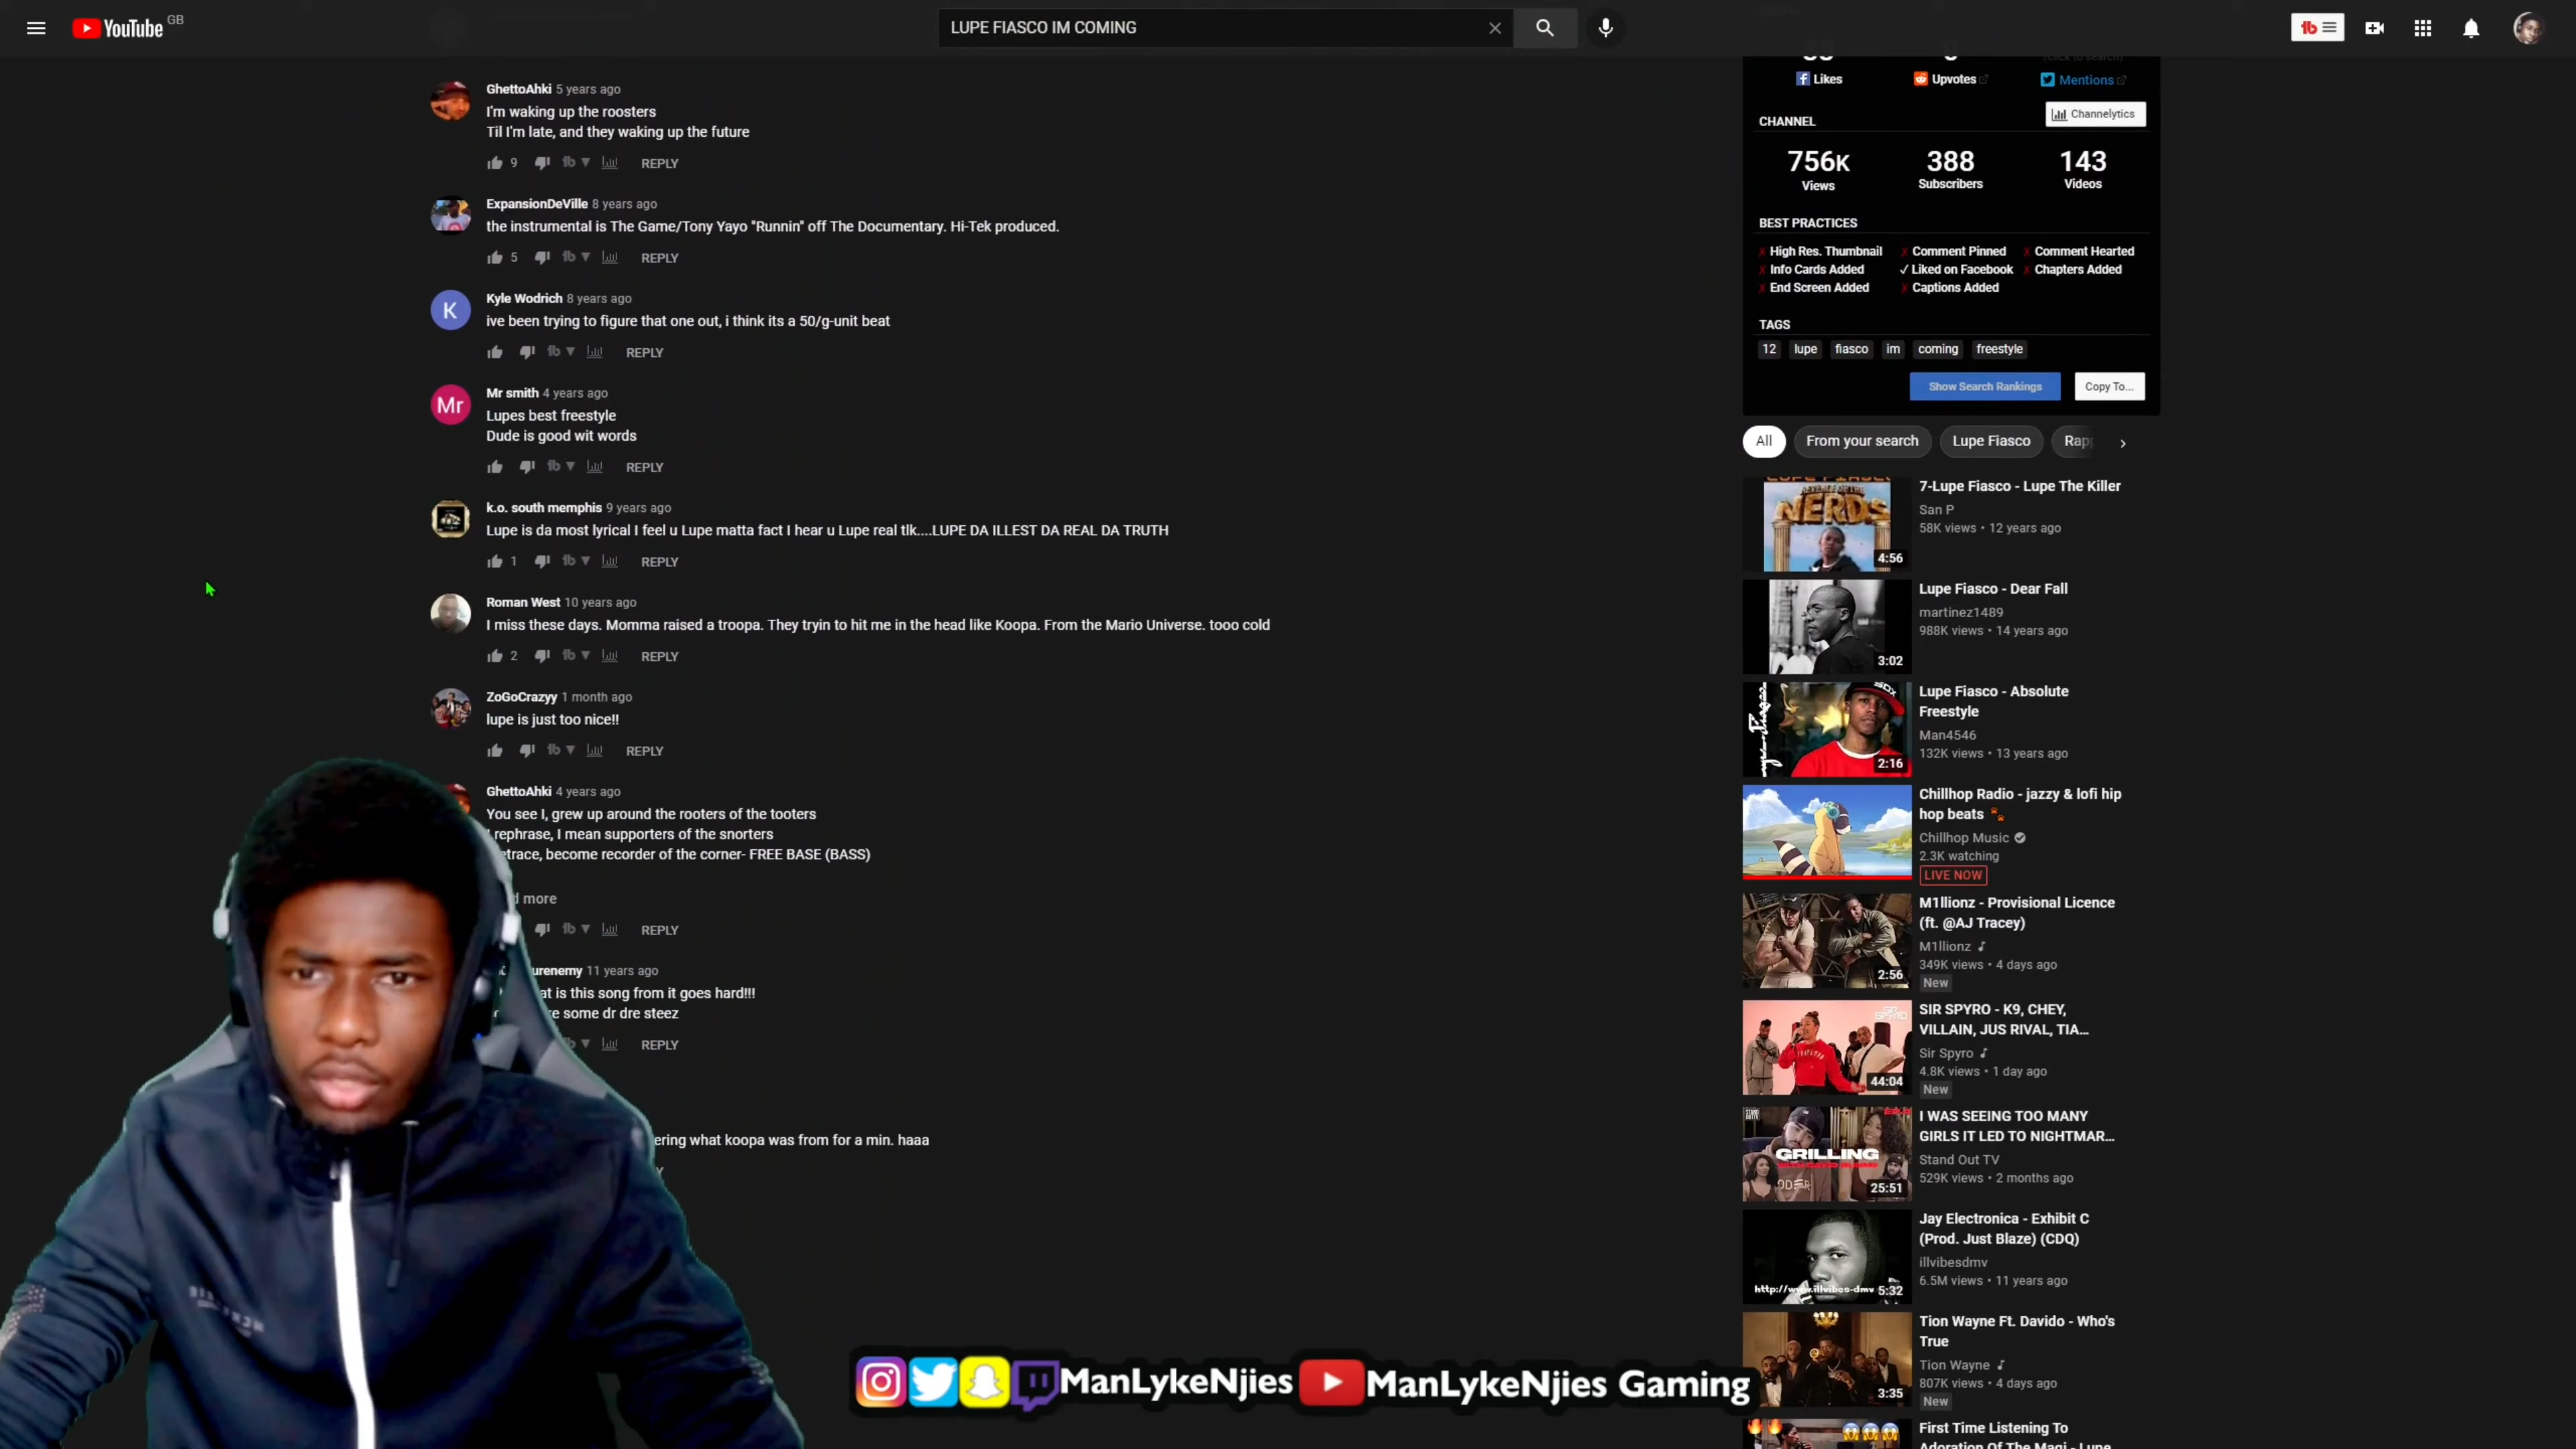 YouTube GB
LUPE FIASCO IM COMING
GhettoAhki 5 years ago
I'm waking up the roosters
Til I'm late, and they waking up the future
9 REPLY
ExpansionDeVille 8 years ago
the instrumental is The Game/Tony Yayo "Runnin" off The Documentary. Hi-Tek produced.
5 REPLY
Kyle Wodrich 8 years ago
K
ive been trying to figure that one out, i think its a 50/g-unit beat
REPLY
Mr smith 4 years ago
Mr
Lupes best freestyle
Dude is good wit words
REPLY
k.o. south memphis 9 years ago
Lupe is da most lyrical I feel u Lupe matta fact I hear u Lupe real tlk....LUPE DA ILLEST DA REAL DA TRUTH
1 REPLY
Roman West 10 years ago
I miss these days. Momma raised a troopa. They tryin to hit me in the head like Koopa. From the Mario Universe. tooo cold
2 REPLY
ZoGoCrazyy 1 month ago
lupe is just too nice!!
REPLY
GhettoAhki 4 years ago
You see I, grew up around the rooters of the tooters
rephrase, I mean supporters of the snorters
etrace, become recorder of the corner- FREE BASE (BASS)
d more
REPLY
urenemy 11 years ago
at is this song from it goes hard!!!
some dr dre steez
REPLY
ering what koopa was from for a min. haaa
Likes Upvotes Mentions
CHANNEL Channelytics
756K 388 143
Views Subscribers Videos
BEST PRACTICES
High Res. Thumbnail Comment Pinned Comment Hearted
Info Cards Added Liked on Facebook Chapters Added
End Screen Added Captions Added
TAGS
12 lupe fiasco im coming freestyle
Show Search Rankings Copy To...
All From your search Lupe Fiasco Rap
NERDS
4:56
7-Lupe Fiasco - Lupe The Killer
San P
58K views • 12 years ago
3:02
Lupe Fiasco - Dear Fall
martinez1489
988K views • 14 years ago
2:16
Lupe Fiasco - Absolute
Freestyle
Man4546
132K views • 13 years ago
Chillhop Radio - jazzy & lofi hip
hop beats 🐾
Chillhop Music
2.3K watching
LIVE NOW
2:56
M1llionz - Provisional Licence
(ft. @AJ Tracey)
M1llionz
349K views • 4 days ago
New
44:04
SIR SPYRO - K9, CHEY,
VILLAIN, JUS RIVAL, TIA...
Sir Spyro
4.8K views • 1 day ago
New
GRILLING
25:51
I WAS SEEING TOO MANY
GIRLS IT LED TO NIGHTMAR...
Stand Out TV
529K views • 2 months ago
5:32
Jay Electronica - Exhibit C
(Prod. Just Blaze) (CDQ)
illvibesdmv
6.5M views • 11 years ago
3:35
Tion Wayne Ft. Davido - Who's
True
Tion Wayne
807K views • 4 days ago
New
First Time Listening To
Adoration Of The Magi - Lupe
ManLykeNjies ManLykeNjies Gaming